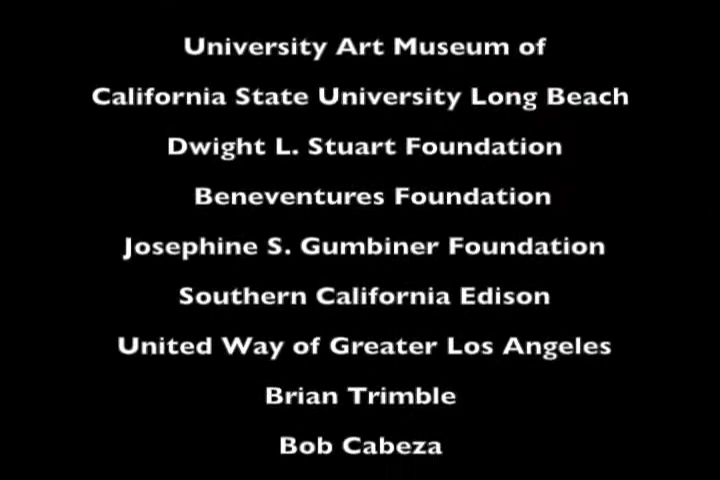 University Art Museum of
California State University Long Beach
Dwight L. Stuart Foundation
Beneventures Foundation
Josephine S. Gumbiner Foundation
Southern California Edison
United Way of Greater Los Angeles
Brian Trimble
Bob Cabeza